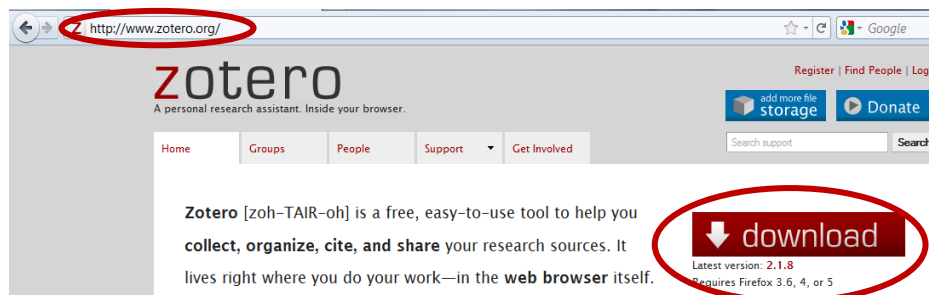 http://www.zotero.org/
Google
zotero
A personal research assistant. Inside your browser.
Register | Find People | Log
add more file
storage
Donate
Home Groups People Support Get Involved
Search support
Search
Zotero [zoh-TAIR-oh] is a free, easy-to-use tool to help you
collect, organize, cite, and share your research sources. It
lives right where you do your work—in the web browser itself.
download
Latest version: 2.1.8
Requires Firefox 3.6, 4, or 5